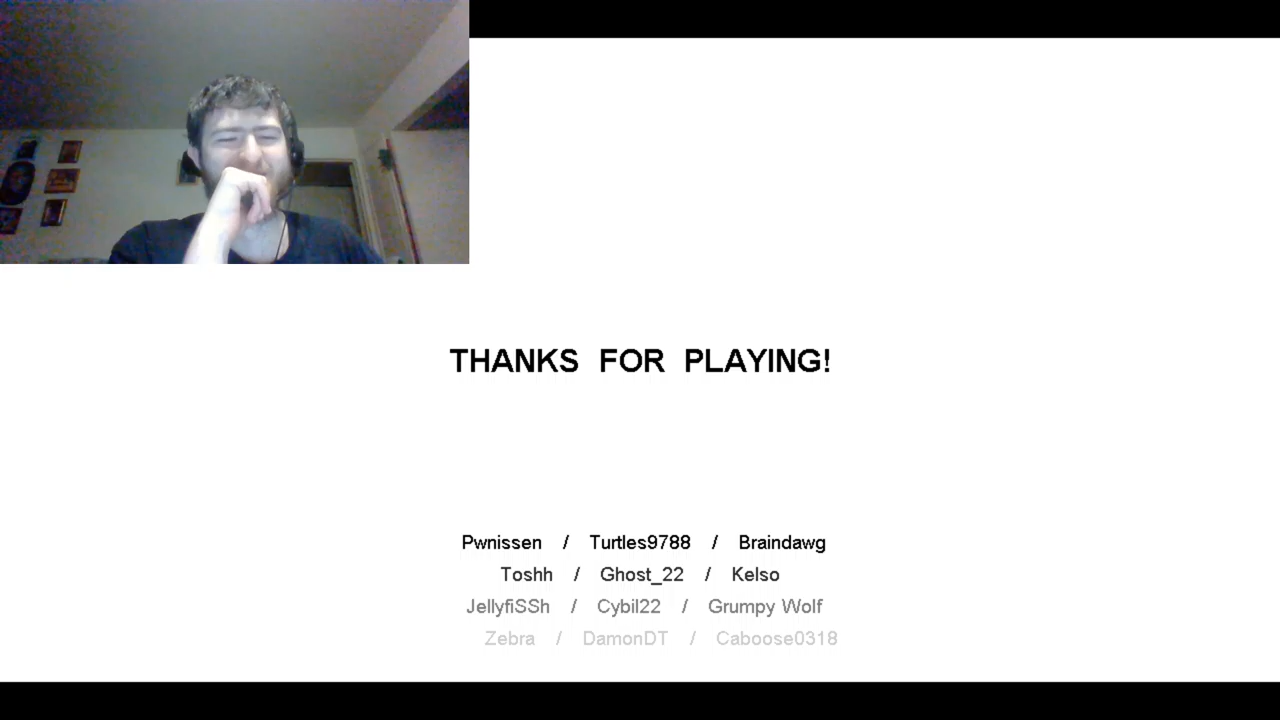 THANKS FOR PLAYING!
Pwnissen / Turtles9788 / Braindawg
Toshh / Ghost_22 / Kelso
JellyfiSSh / Cybil22 / Grumpy Wolf
Zebra / DamonDT / Caboose0318